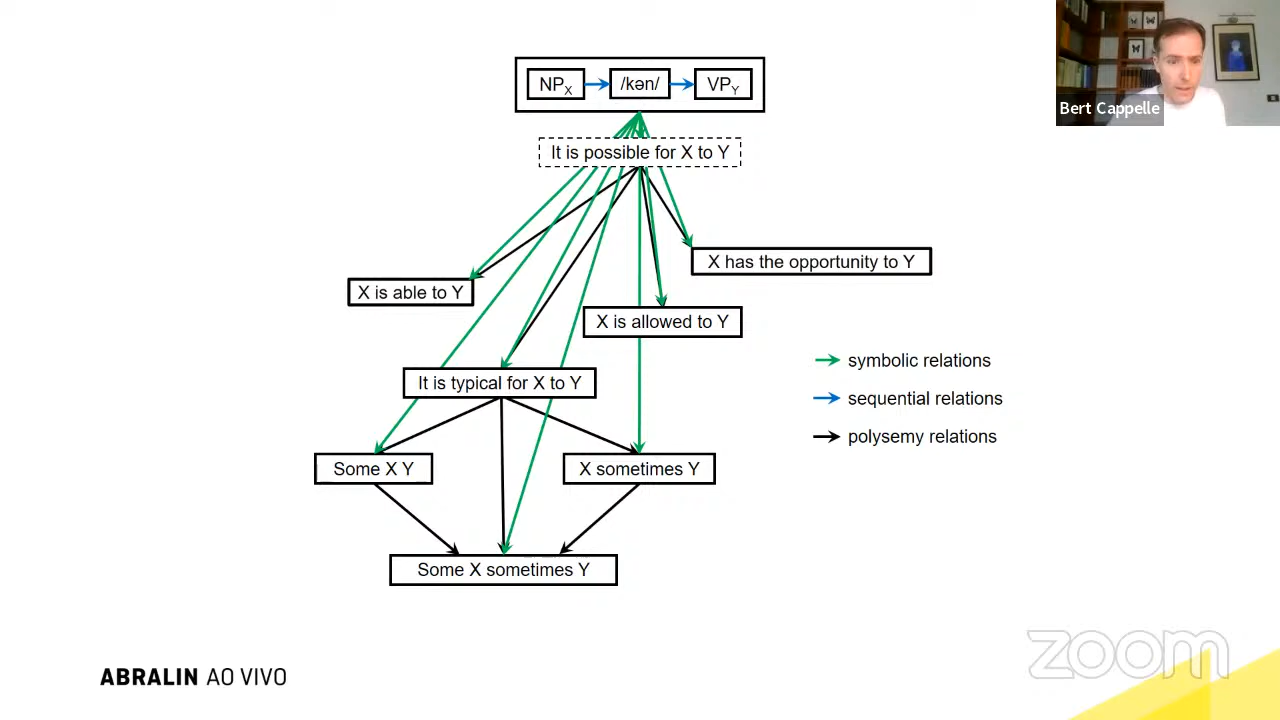 NPX /kən/ VPY
Bert Cappelle
It is possible for X to Y
X has the opportunity to Y
X is able to Y
X is allowed to Y
symbolic relations
It is typical for X to Y
sequential relations
polysemy relations
Some X Y
X sometimes Y
Some X sometimes Y
zoom
ABRALIN AO VIVO